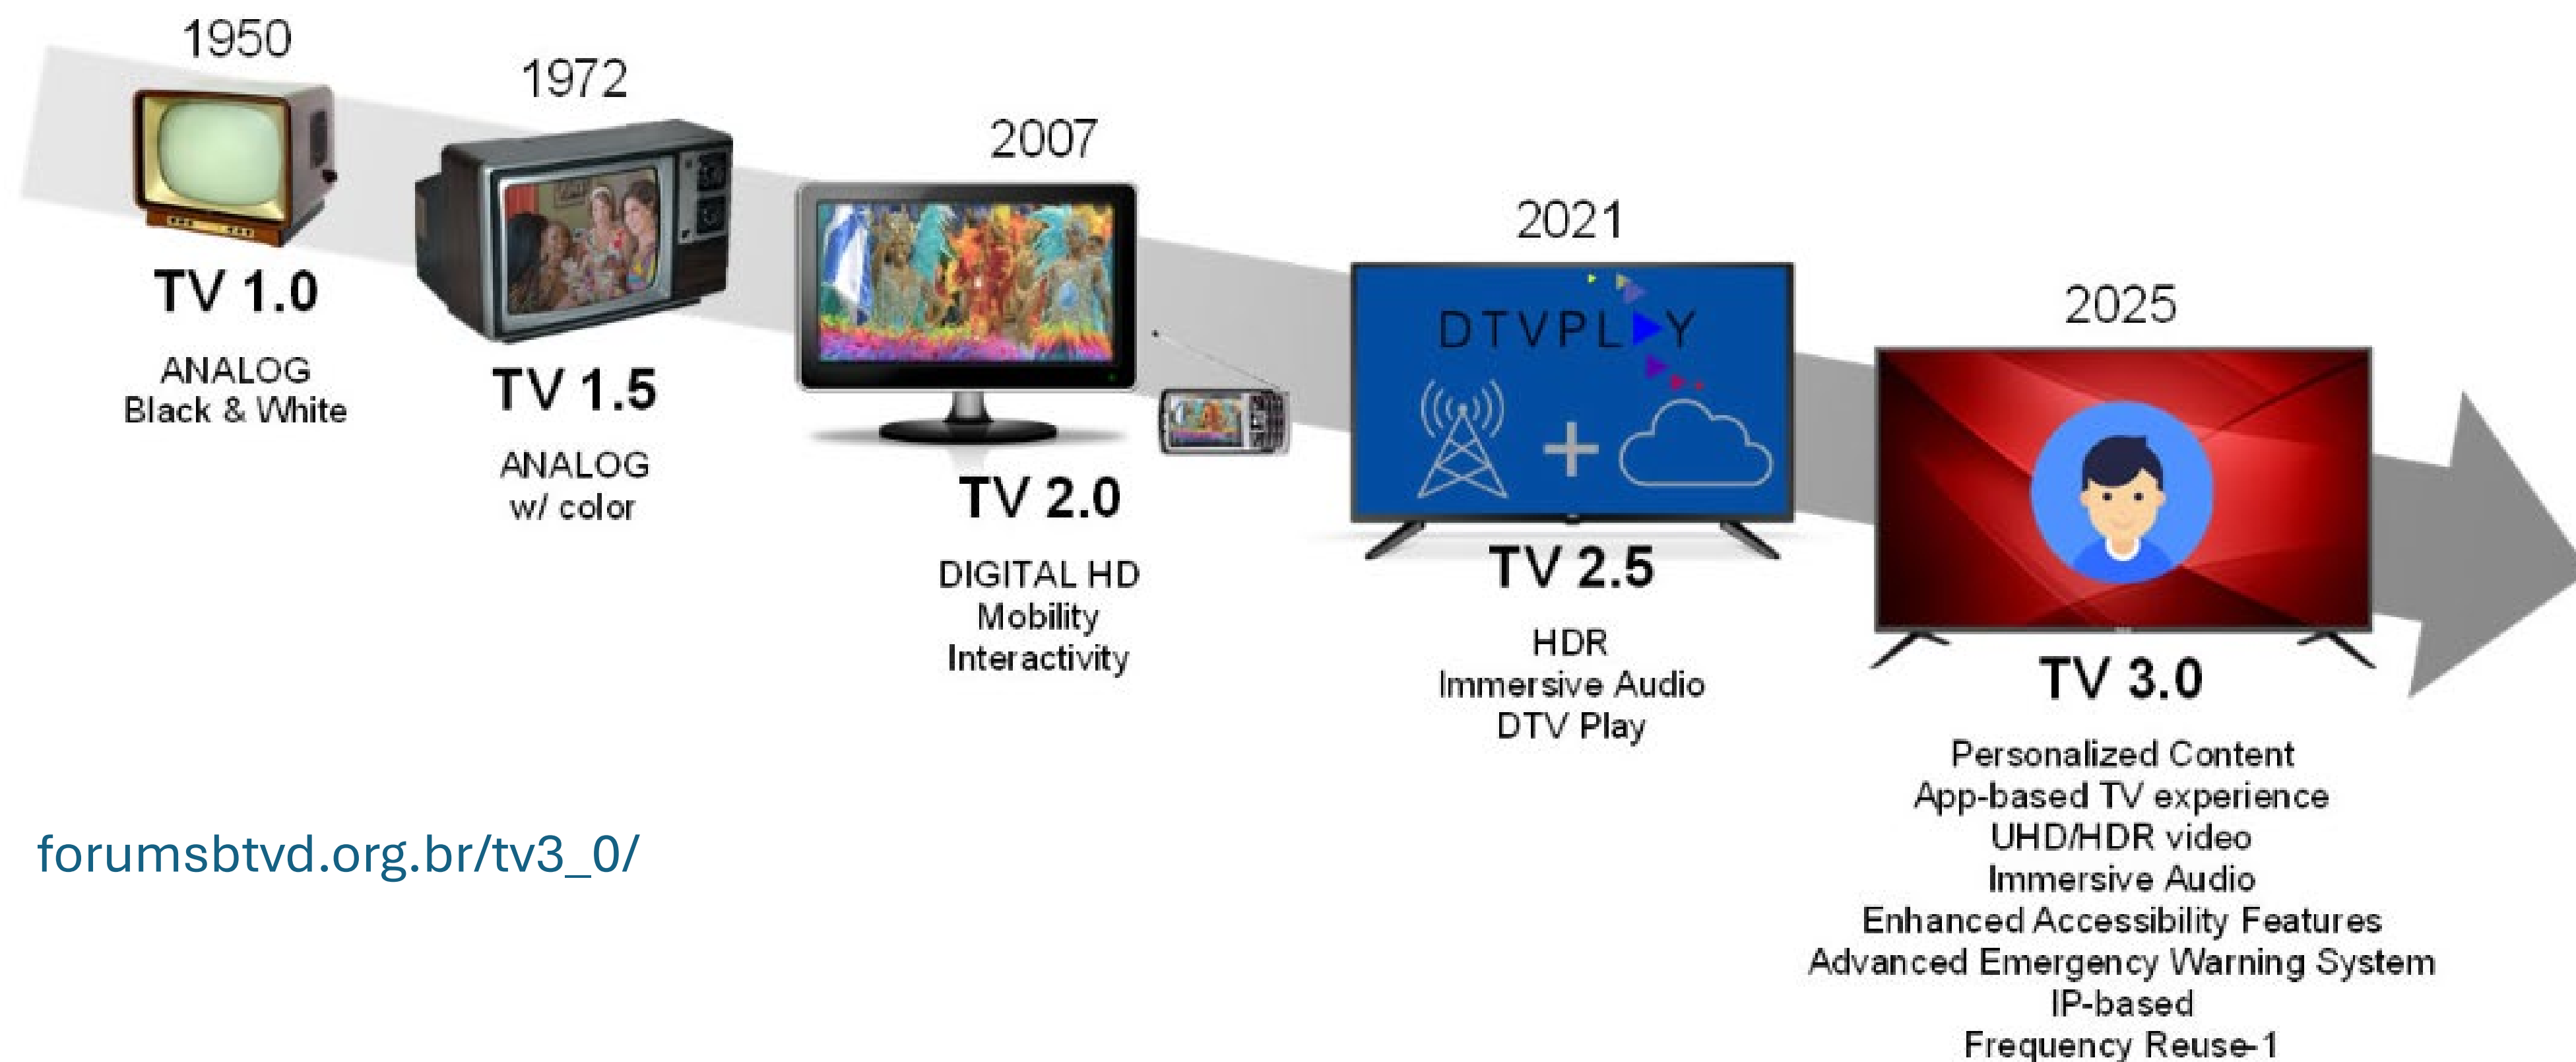 1950
TV 1.0
ANALOG
Black & White
1972
TV 1.5
ANALOG
w/ color
2007
TV 2.0
DIGITAL HD
Mobility
Interactivity
2021
DTVPL▶Y
TV 2.5
HDR
Immersive Audio
DTV Play
2025
TV 3.0
Personalized Content
App-based TV experience
UHD/HDR video
Immersive Audio
Enhanced Accessibility Features
Advanced Emergency Warning System
IP-based
Frequency Reuse-1
forumsbtvd.org.br/tv3_0/